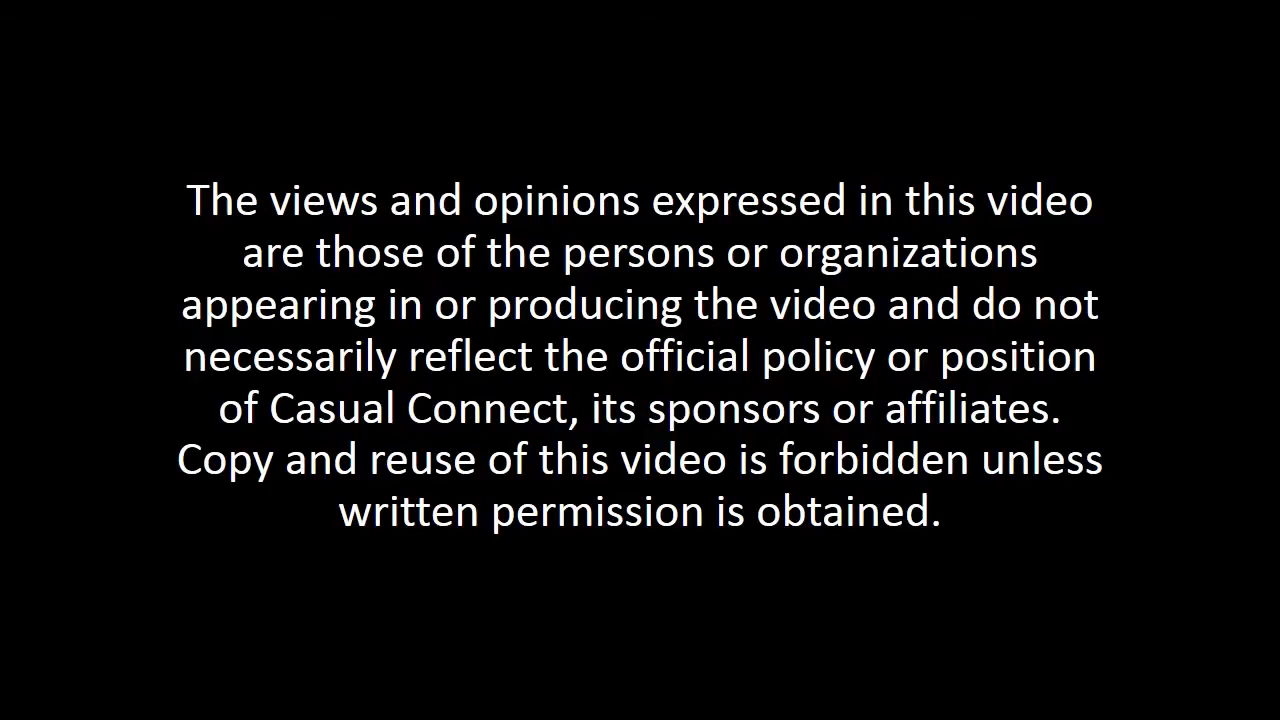 The views and opinions expressed in this video
are those of the persons or organizations
appearing in or producing the video and do not
necessarily reflect the official policy or position
of Casual Connect, its sponsors or affiliates.
Copy and reuse of this video is forbidden unless
written permission is obtained.